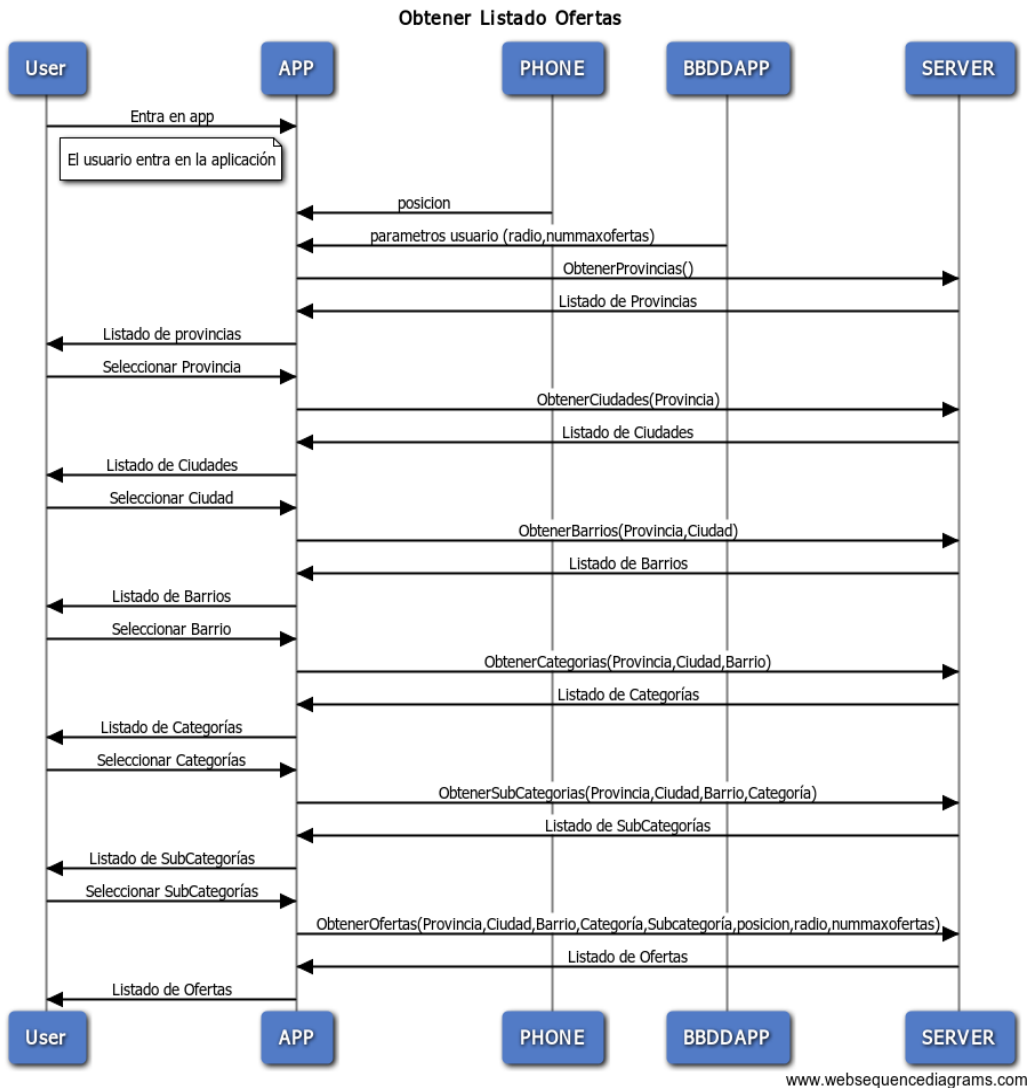 Obtener Listado Ofertas
User
APP
PHONE
BBDDAPP
SERVER
Entra en app
El usuario entra en la aplicación
posicion
parametros usuario (radio,nummaxofertas)
ObtenerProvincias()
Listado de Provincias
Listado de provincias
Seleccionar Provincia
ObtenerCiudades(Provincia)
Listado de Ciudades
Listado de Ciudades
Seleccionar Ciudad
ObtenerBarrios(Provincia,Ciudad)
Listado de Barrios
Listado de Barrios
Seleccionar Barrio
ObtenerCategorias(Provincia,Ciudad,Barrio)
Listado de Categorías
Listado de Categorías
Seleccionar Categorías
ObtenerSubCategorias(Provincia,Ciudad,Barrio,Categoría)
Listado de SubCategorías
Listado de SubCategorías
Seleccionar SubCategorías
ObtenerOfertas(Provincia,Ciudad,Barrio,Categoría,Subcategoría,posicion,radio,nummaxofertas)
Listado de Ofertas
Listado de Ofertas
User
APP
PHONE
BBDDAPP
SERVER
www.websequencediagrams.com